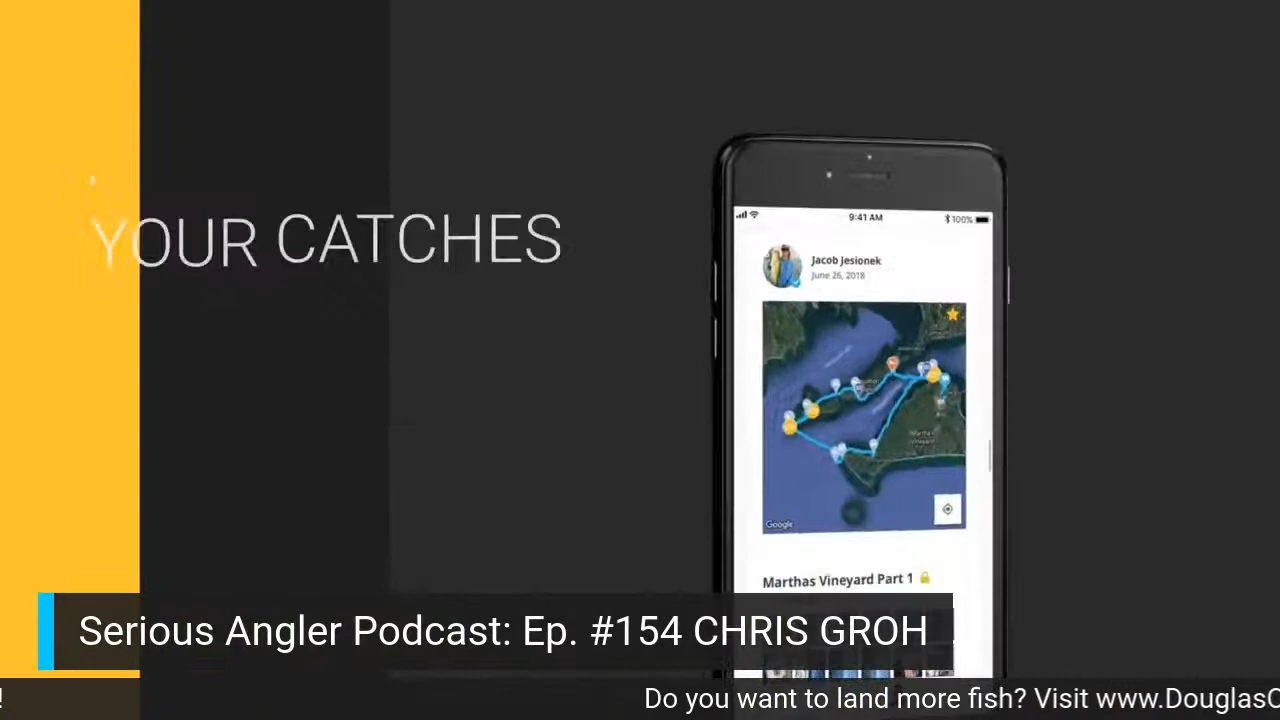 YOUR CATCHES
9:41 AM
100%
Jacob Jesionek
June 26, 2018
Martha's
Vineyard
Google
Marthas Vineyard Part 1
Serious Angler Podcast: Ep. #154 CHRIS GROH
! Do you want to land more fish? Visit www.DouglasC